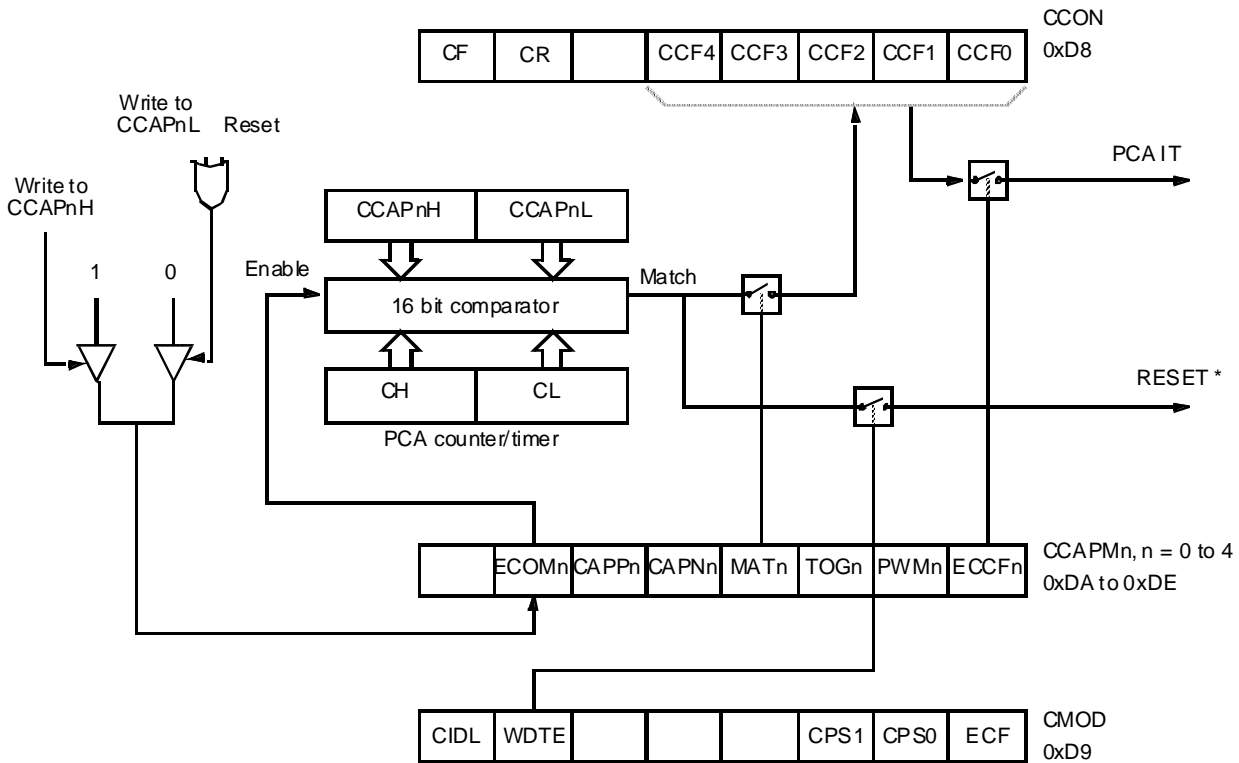 CCON
CF CR CCF4 CCF3 CCF2 CCF1 CCF0
0xD8
Write to
CCAPnL Reset
PCA IT
Write to
CCAPnH
CCAPnH CCAPnL
1 0
Enable
Match
16 bit comparator
CH CL
RESET *
PCA counter/timer
ECOMn CAPPn CAPNn MATn TOGn PWMn ECCFn
CCAPMn, n = 0 to 4
0xDA to 0xDE
CIDL WDTE CPS1 CPS0 ECF
CMOD
0xD9